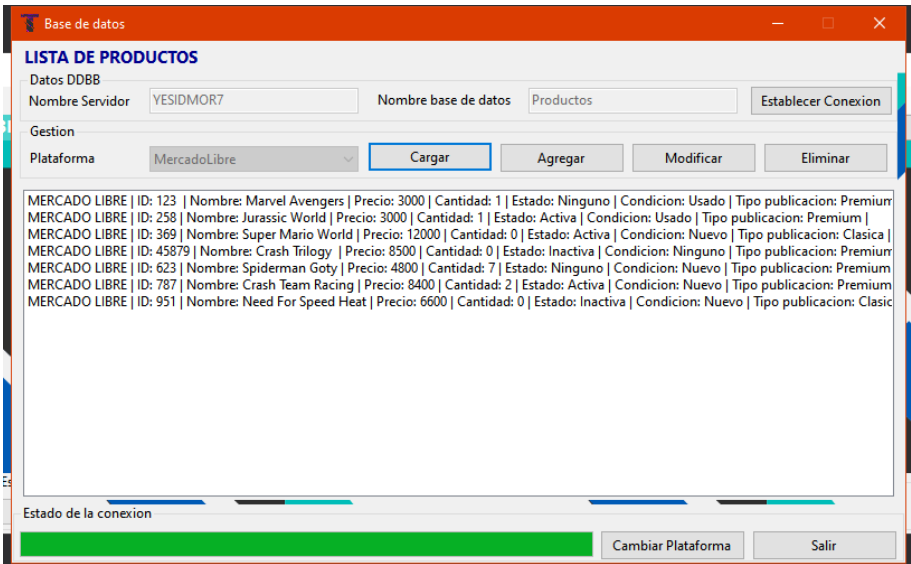 Base de datos
LISTA DE PRODUCTOS
Datos DDBB
Nombre Servidor YESIDMOR7 Nombre base de datos Productos Establecer Conexion
Gestion
Plataforma MercadoLibre Cargar Agregar Modificar Eliminar
MERCADO LIBRE | ID: 123 | Nombre: Marvel Avengers | Precio: 3000 | Cantidad: 1 | Estado: Ninguno | Condicion: Usado | Tipo publicacion: Premium
MERCADO LIBRE | ID: 258 | Nombre: Jurassic World | Precio: 3000 | Cantidad: 1 | Estado: Activa | Condicion: Usado | Tipo publicacion: Premium |
MERCADO LIBRE | ID: 369 | Nombre: Super Mario World | Precio: 12000 | Cantidad: 0 | Estado: Activa | Condicion: Nuevo | Tipo publicacion: Clasica |
MERCADO LIBRE | ID: 45879 | Nombre: Crash Trilogy | Precio: 8500 | Cantidad: 0 | Estado: Inactiva | Condicion: Ninguno | Tipo publicacion: Premium
MERCADO LIBRE | ID: 623 | Nombre: Spiderman Goty | Precio: 4800 | Cantidad: 7 | Estado: Ninguno | Condicion: Nuevo | Tipo publicacion: Premium
MERCADO LIBRE | ID: 787 | Nombre: Crash Team Racing | Precio: 8400 | Cantidad: 2 | Estado: Activa | Condicion: Nuevo | Tipo publicacion: Premium
MERCADO LIBRE | ID: 951 | Nombre: Need For Speed Heat | Precio: 6600 | Cantidad: 0 | Estado: Inactiva | Condicion: Nuevo | Tipo publicacion: Clasic
Estado de la conexion
Cambiar Plataforma Salir